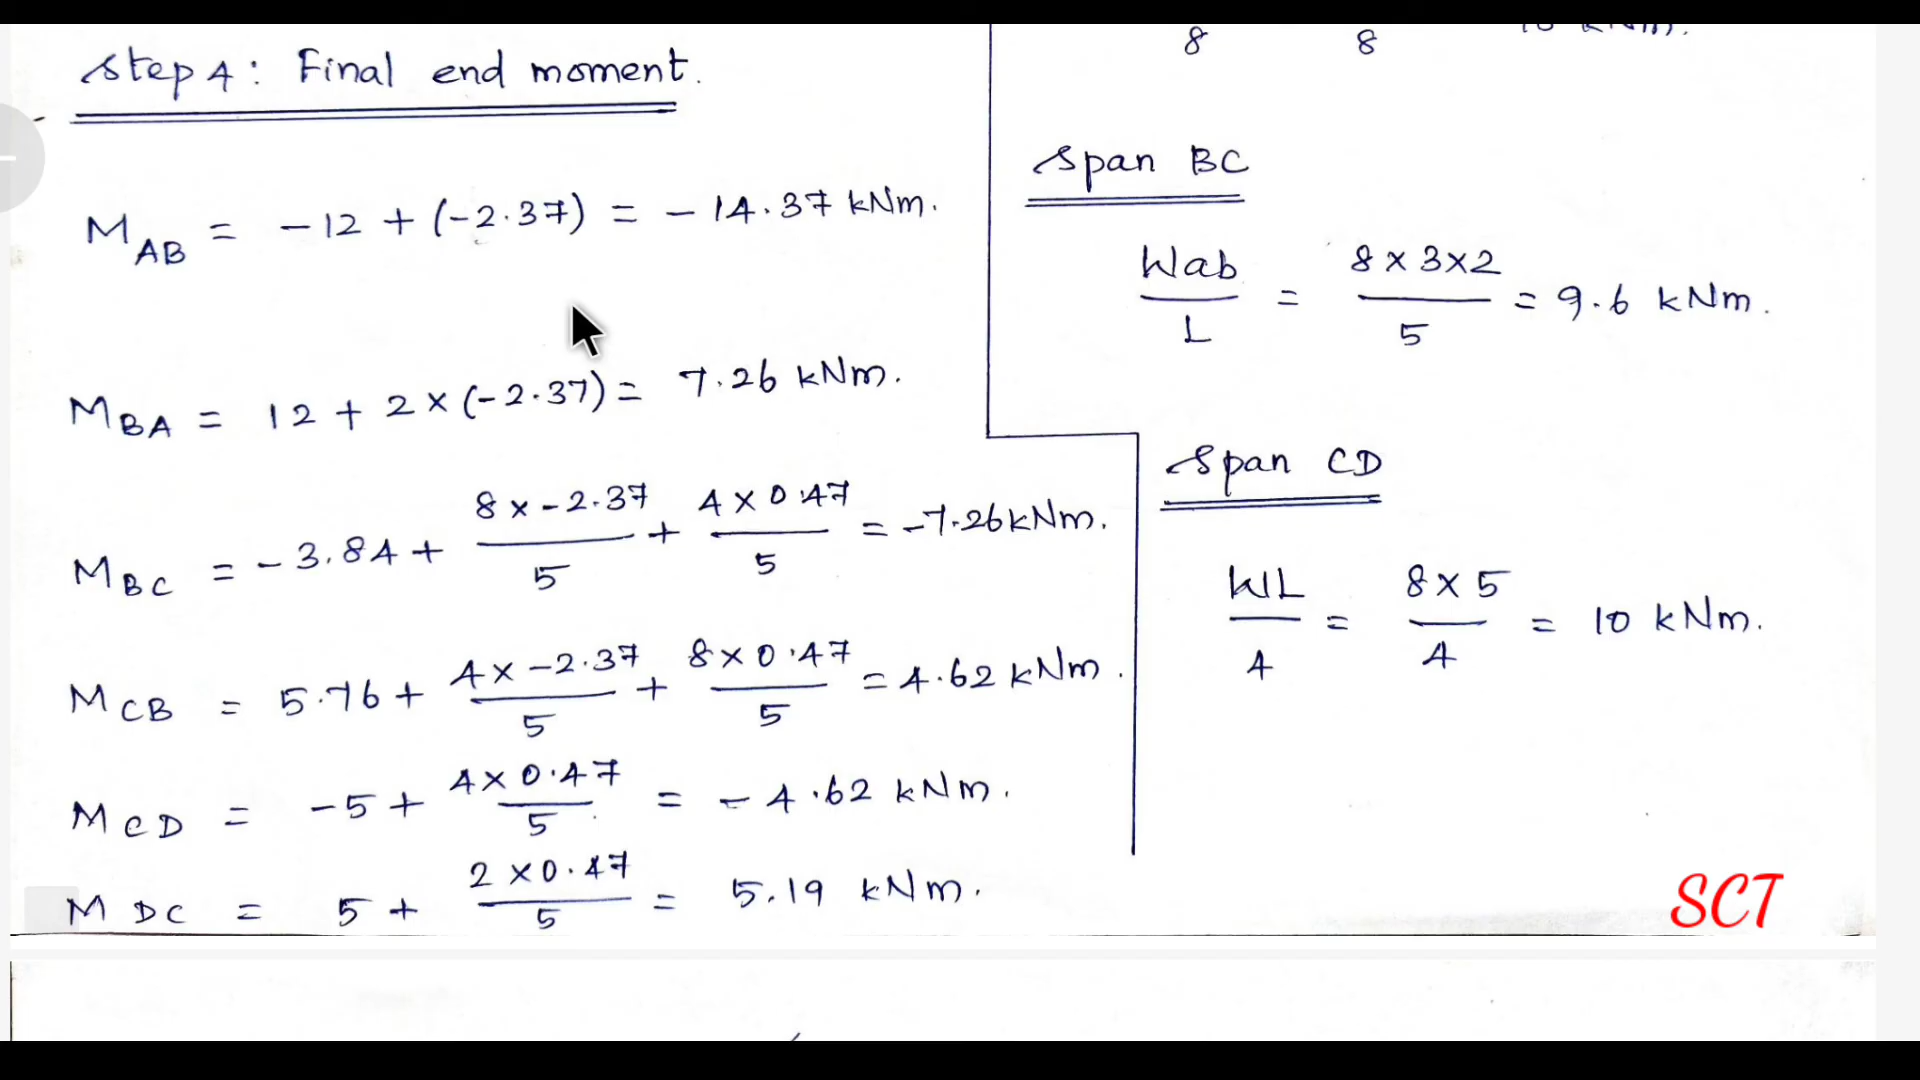 Step 4: Final end moment.
M_AB = -12 + (-2.37) = -14.37 kNm.
M_BA = 12 + 2 × (-2.37) = 7.26 kNm.
M_BC = -3.84 + (8 × -2.37)/5 + (4 × 0.47)/5 = -7.26 kNm.
M_CB = 5.76 + (4 × -2.37)/5 + (8 × 0.47)/5 = 4.62 kNm.
M_CD = -5 + (4 × 0.47)/5 = -4.62 kNm.
M_DC = 5 + (2 × 0.47)/5 = 5.19 kNm.
8 8
Span BC
Wab/L = (8 × 3 × 2)/5 = 9.6 kNm.
Span CD
WL/4 = (8 × 5)/4 = 10 kNm.
SCT